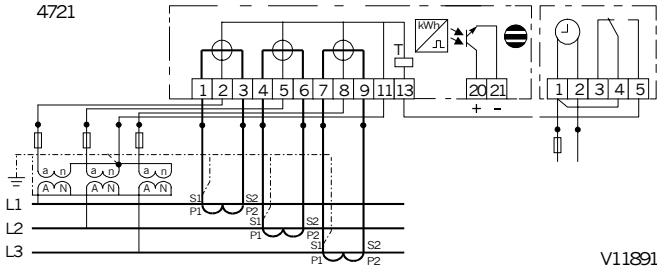 4721
kWh
T
1 2 3 4 5 6 7 8 9 11 13
20 21
+ -
1 2 3 4 5
a n a n a n
A N A N A N
L1 S1 S2
P1 P2
L2 S1 S2
P1 P2
L3 S1 S2
P1 P2
V11891